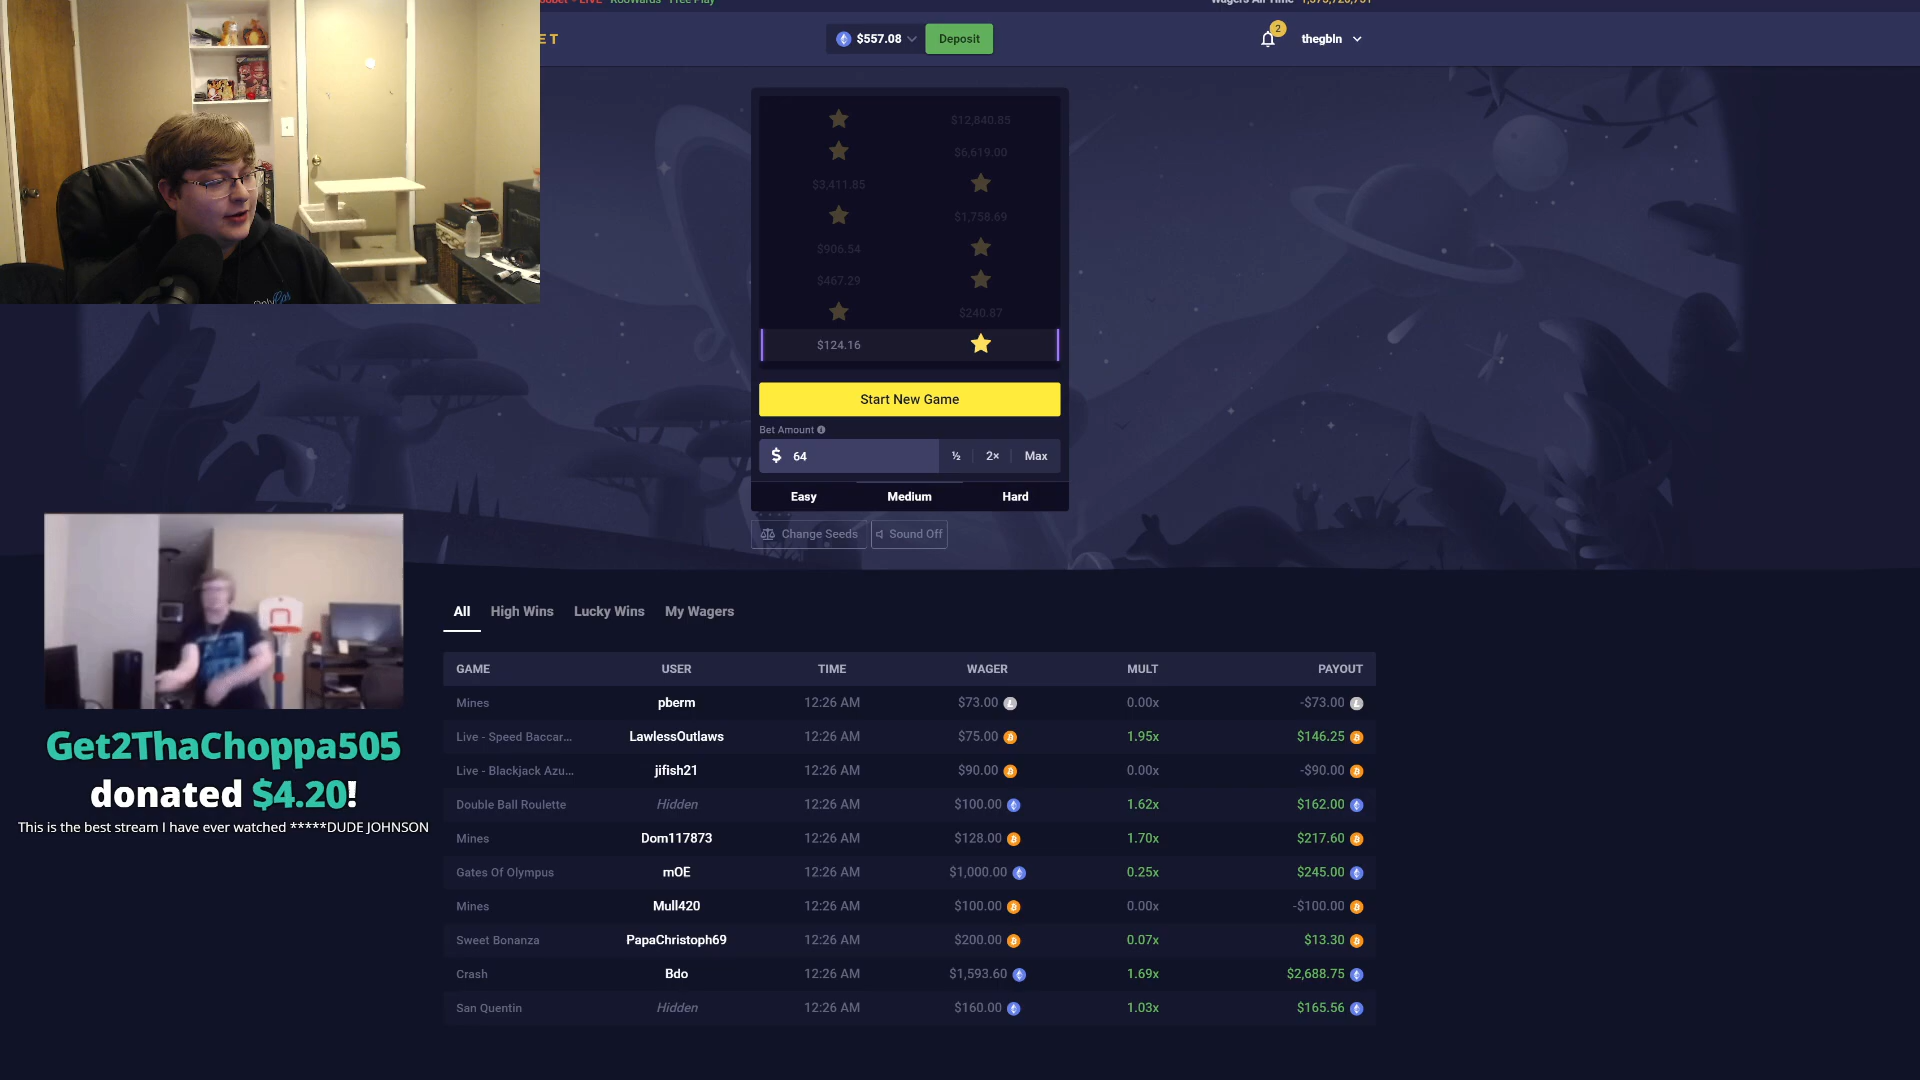 LIVE Free Play Wagers All Time
ET
$557.08 Deposit
2
thegbln
$12,840.85
$6,619.00
$3,411.85
$1,758.69
$906.54
$467.29
$240.87
$124.16
Start New Game
Bet Amount
$ 64 ½ 2× Max
Easy Medium Hard
Change Seeds Sound Off
Get2ThaChoppa505
donated $4.20!
This is the best stream I have ever watched *****DUDE JOHNSON
All High Wins Lucky Wins My Wagers
GAME USER TIME WAGER MULT PAYOUT
Mines pberm 12:26 AM $73.00 0.00x -$73.00
Live - Speed Baccar... LawlessOutlaws 12:26 AM $75.00 1.95x $146.25
Live - Blackjack Azu... jifish21 12:26 AM $90.00 0.00x -$90.00
Double Ball Roulette Hidden 12:26 AM $100.00 1.62x $162.00
Mines Dom117873 12:26 AM $128.00 1.70x $217.60
Gates Of Olympus mOE 12:26 AM $1,000.00 0.25x $245.00
Mines Mull420 12:26 AM $100.00 0.00x -$100.00
Sweet Bonanza PapaChristoph69 12:26 AM $200.00 0.07x $13.30
Crash Bdo 12:26 AM $1,593.60 1.69x $2,688.75
San Quentin Hidden 12:26 AM $160.00 1.03x $165.56